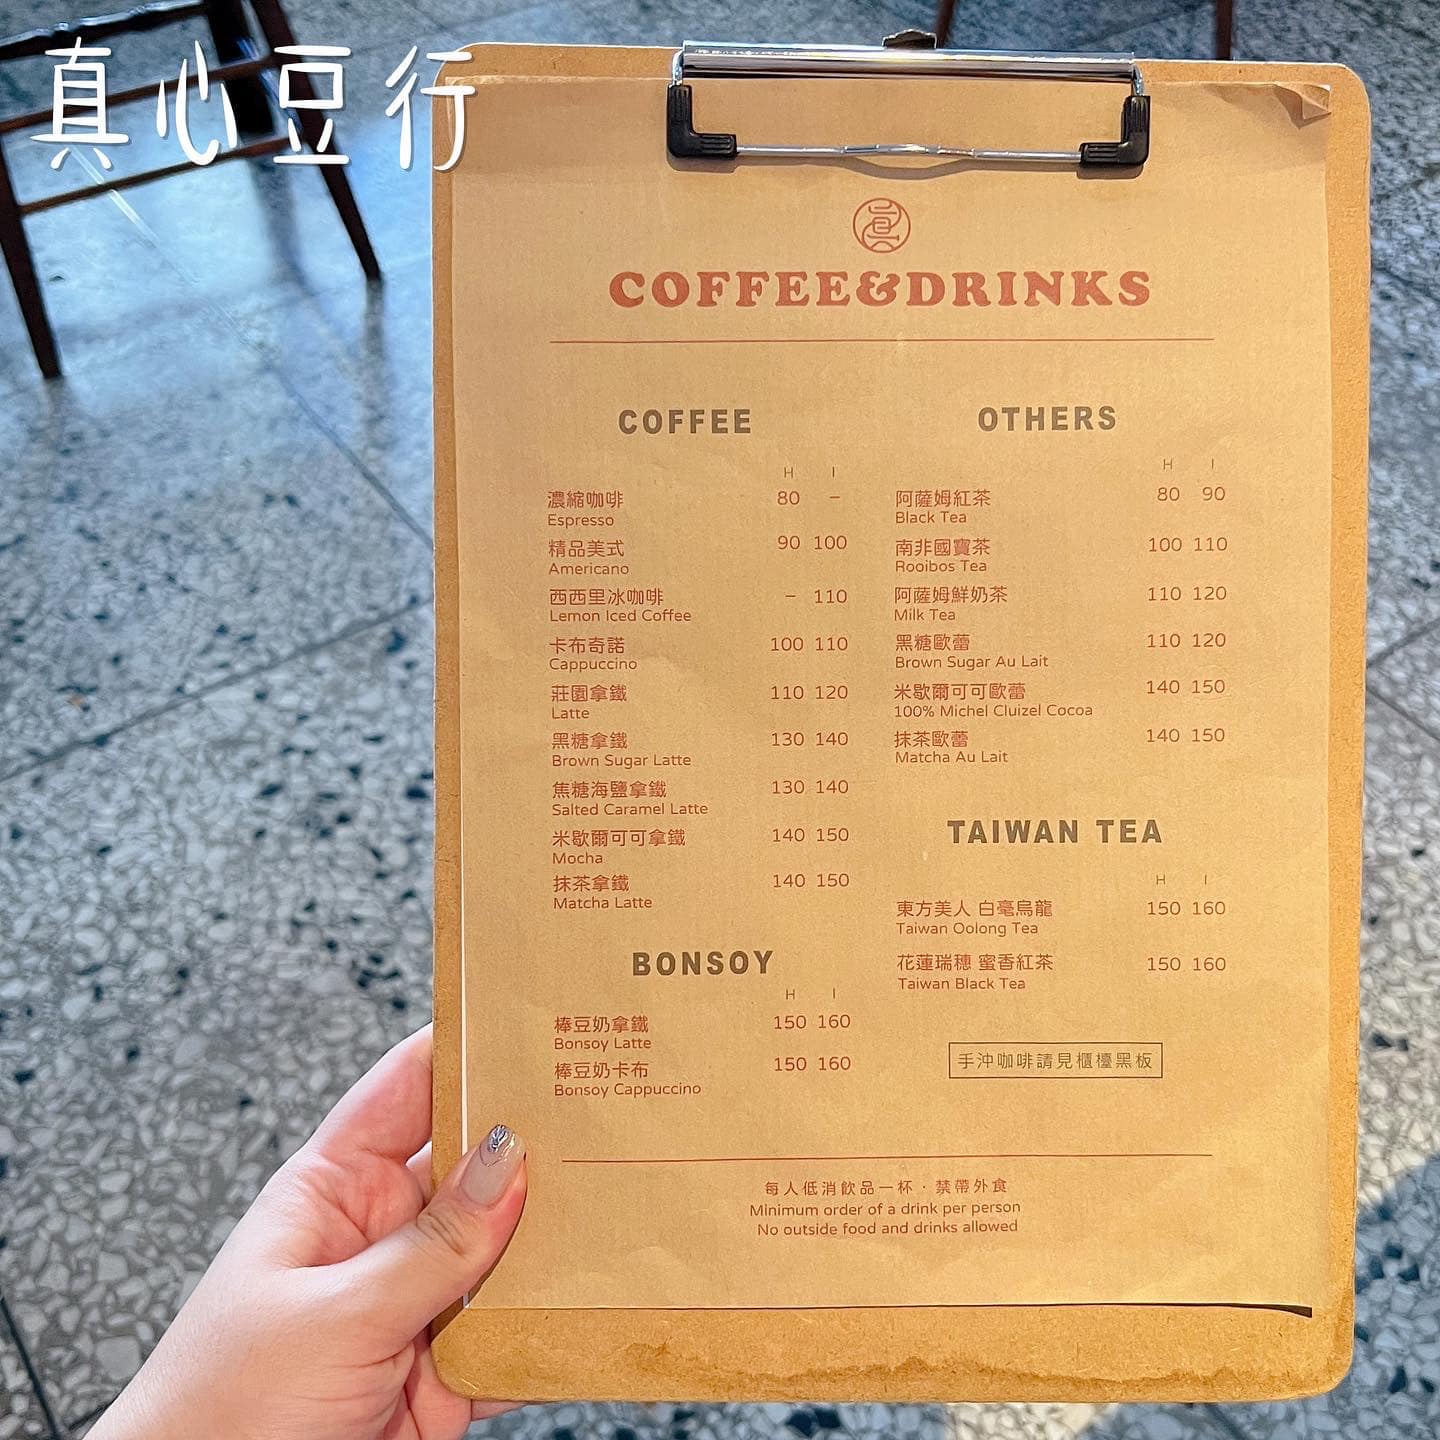 真心豆行
COFFEE&DRINKS
COFFEE
H I
濃縮咖啡 80 –
Espresso
精品美式 90 100
Americano
西西里冰咖啡 – 110
Lemon Iced Coffee
卡布奇諾 100 110
Cappuccino
莊園拿鐵 110 120
Latte
黑糖拿鐵 130 140
Brown Sugar Latte
焦糖海鹽拿鐵 130 140
Salted Caramel Latte
米歇爾可可拿鐵 140 150
Mocha
抹茶拿鐵 140 150
Matcha Latte
BONSOY
H I
棒豆奶拿鐵 150 160
Bonsoy Latte
棒豆奶卡布 150 160
Bonsoy Cappuccino
OTHERS
H I
阿薩姆紅茶 80 90
Black Tea
南非國寶茶 100 110
Rooibos Tea
阿薩姆鮮奶茶 110 120
Milk Tea
黑糖歐蕾 110 120
Brown Sugar Au Lait
米歇爾可可歐蕾 140 150
100% Michel Cluizel Cocoa
抹茶歐蕾 140 150
Matcha Au Lait
TAIWAN TEA
H I
東方美人 白毫烏龍 150 160
Taiwan Oolong Tea
花蓮瑞穗 蜜香紅茶 150 160
Taiwan Black Tea
手沖咖啡請見櫃檯黑板
每人低消飲品一杯・禁帶外食
Minimum order of a drink per person
No outside food and drinks allowed